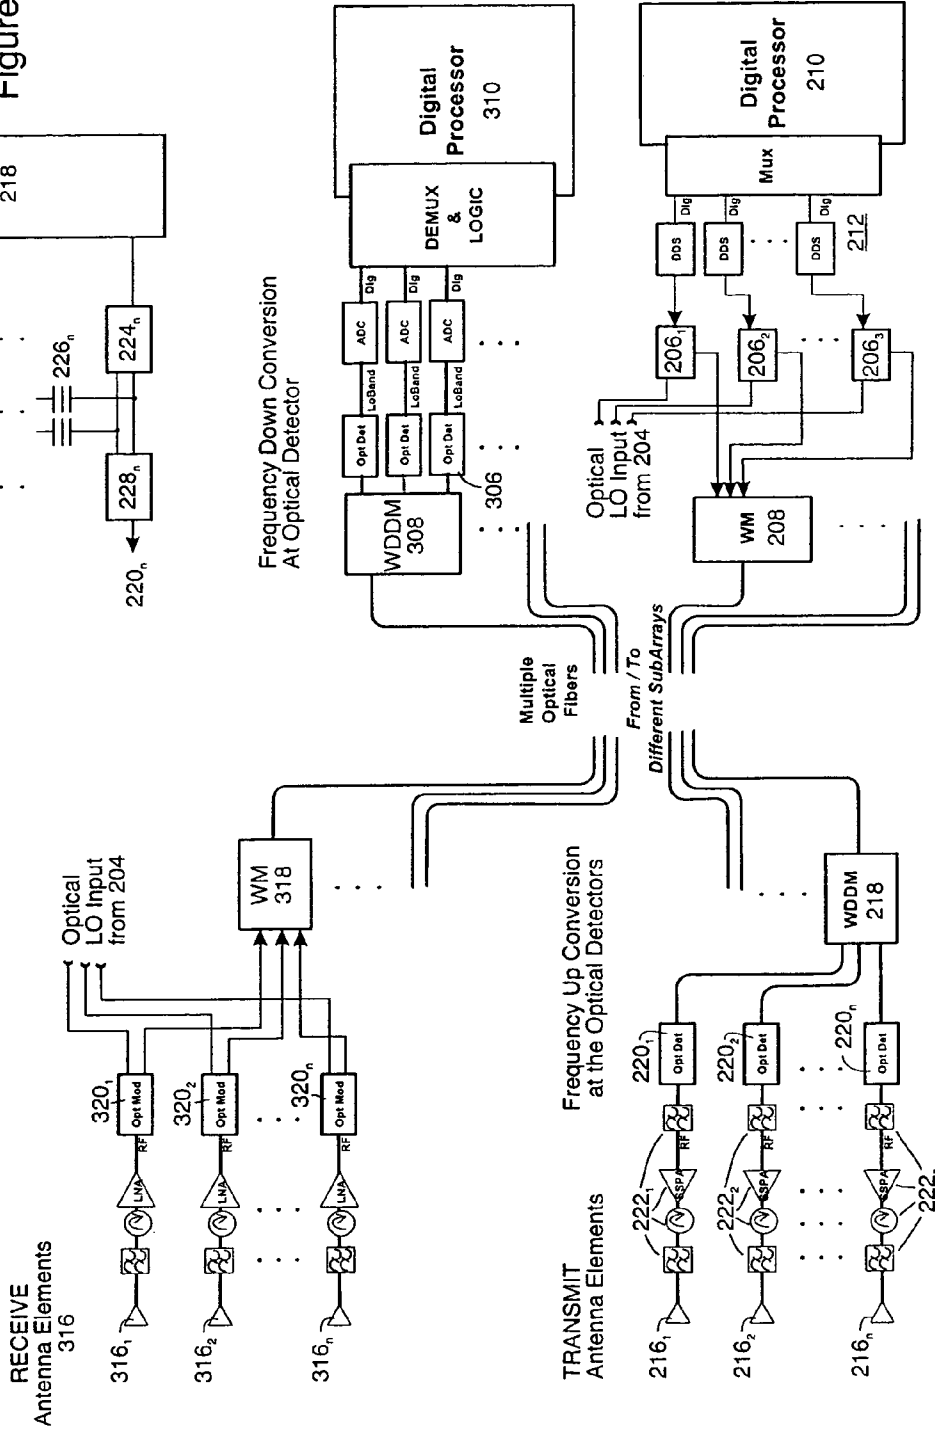 Figure
218
224n
226n
228n
220n
Frequency Down Conversion
At Optical Detector
Digital
Processor
310
DEMUX
&
LOGIC
Dig
Dig
Dig
ADC
ADC
ADC
LoBand
LoBand
LoBand
Opt Det
Opt Det
Opt Det
306
WDDM
308
Digital
Processor
210
Mux
Dig
Dig
Dig
DDS
DDS
DDS
212
2061
2062
2063
Optical
LO Input
from 204
WM
208
Multiple
Optical
Fibers
From / To
Different SubArrays
RECEIVE
Antenna Elements
316
3161
3162
316n
LNA
LNA
LNA
RF
RF
3201
3202
320n
Opt Mod
Opt Mod
Opt Mod
Optical
LO Input
from 204
WM
318
TRANSMIT
Antenna Elements
2161
2162
216n
2221
2222
222
SSPA
SSPA
SSPA
RF
RF
RF
Frequency Up Conversion
at the Optical Detectors
2201
2202
220n
Opt Det
Opt Det
Opt Det
WDDM
218